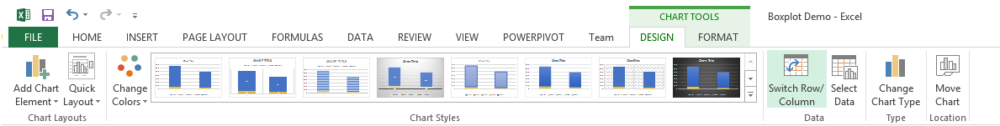 CHART TOOLS
Boxplot Demo - Excel
FILE HOME INSERT PAGE LAYOUT FORMULAS DATA REVIEW VIEW POWERPIVOT Team DESIGN FORMAT
Add Chart Element
Quick Layout
Change Colors
Switch Row/ Column
Select Data
Change Chart Type
Move Chart
Chart Layouts
Chart Styles
Data
Type
Location